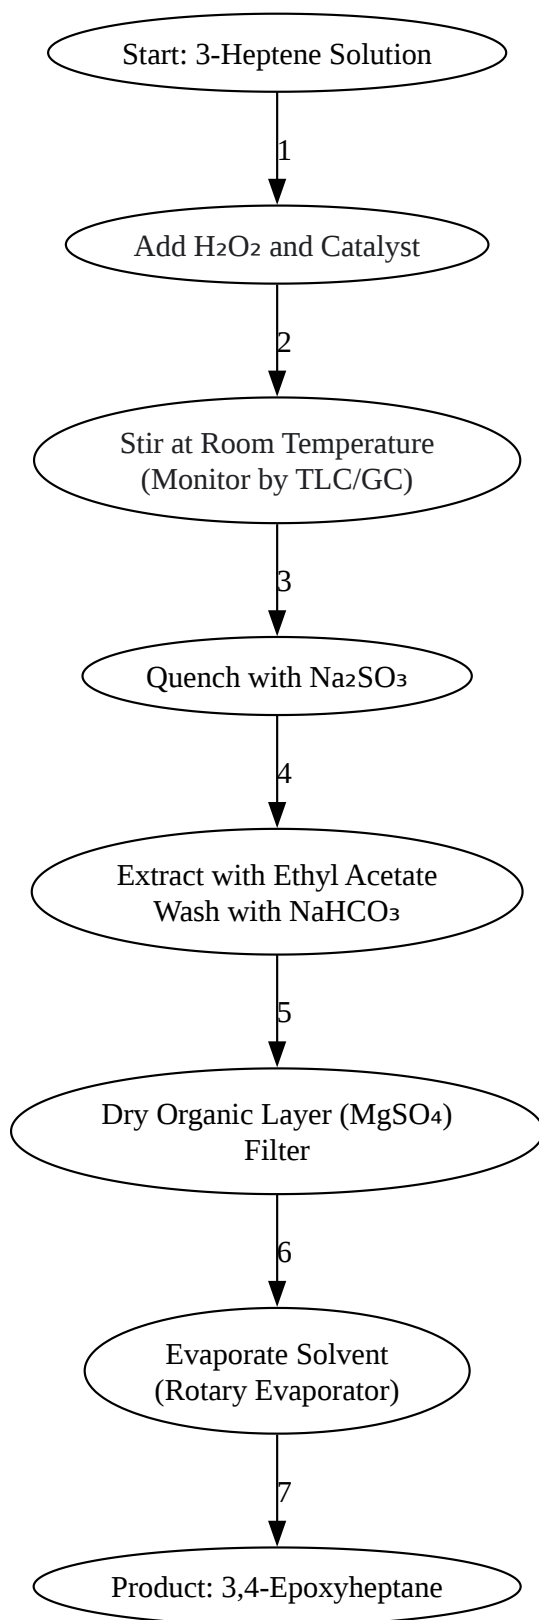 Start: 3-Heptene Solution
1
Add H₂O₂ and Catalyst
2
Stir at Room Temperature
(Monitor by TLC/GC)
3
Quench with Na₂SO₃
4
Extract with Ethyl Acetate
Wash with NaHCO₃
5
Dry Organic Layer (MgSO₄)
Filter
6
Evaporate Solvent
(Rotary Evaporator)
7
Product: 3,4-Epoxyheptane